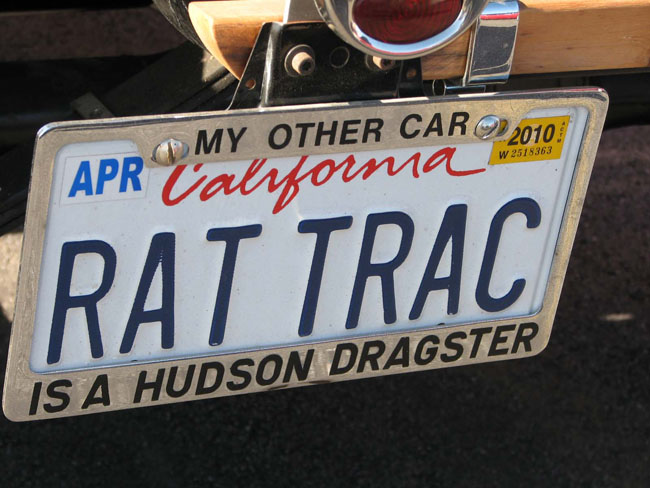 MY OTHER CAR
APR
California
2010
W 2518363
RAT TRAC
IS A HUDSON DRAGSTER